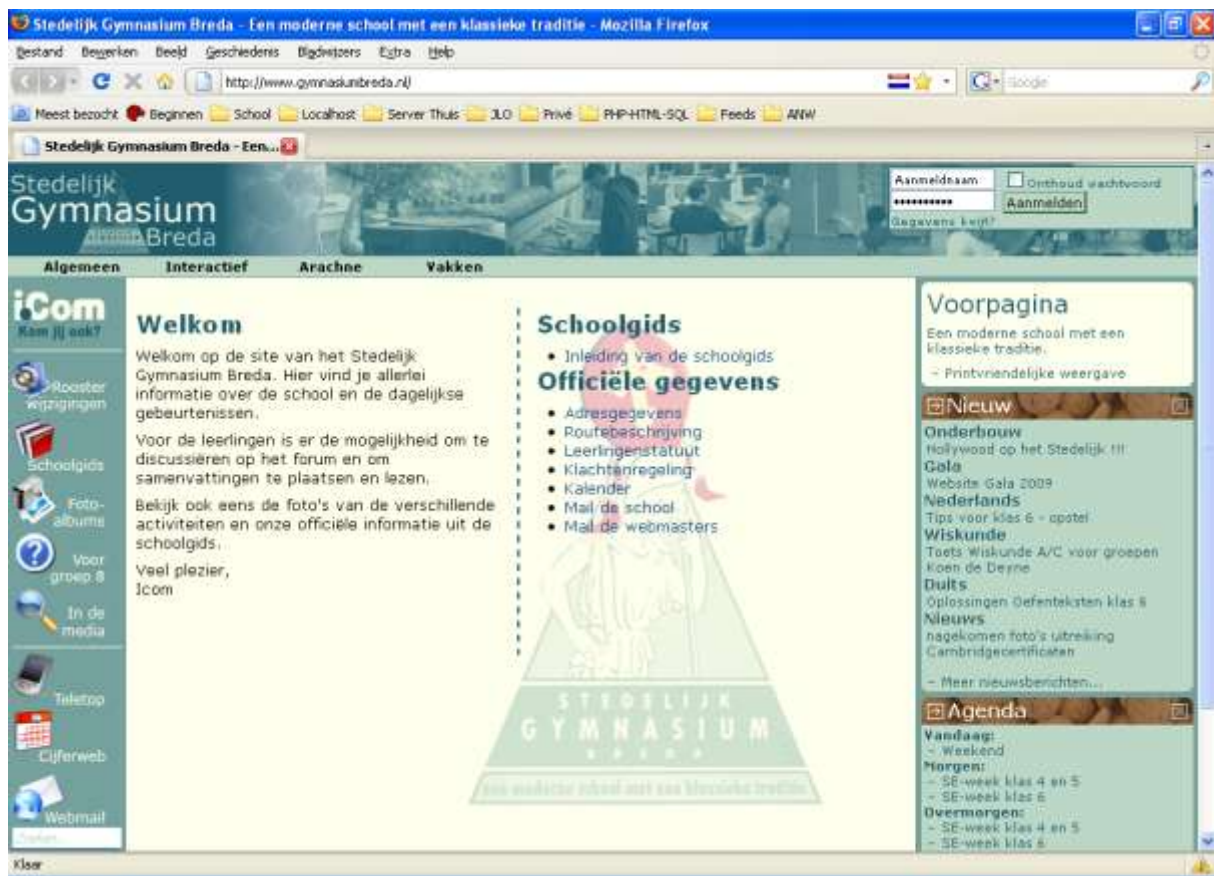 Stedelijk Gymnasium Breda - Een moderne school met een klassieke traditie - Mozilla Firefox
Bestand Bewerken Beeld Geschiedenis Bladwijzers Extra Help
http://www.gymnasiumbreda.nl/
Google
Meest bezocht Beginnen School Localhost Server Thuis JLO Privé PHP-HTML-SQL Feeds ANW
Stedelijk Gymnasium Breda - Een...
Stedelijk
Gymnasium
Breda
Aanmeldnaam
Onthoud wachtwoord
••••••••••
Aanmelden
Gegevens kwijt?
Algemeen Interactief Arachne Vakken
iCom
Kom jij ook?
Rooster
wijzigingen
Schoolgids
Foto-
albums
Voor
groep 8
In de
media
Teletop
Cijferweb
Webmail
Zoeken...
Welkom
Welkom op de site van het Stedelijk
Gymnasium Breda. Hier vind je allerlei
informatie over de school en de dagelijkse
gebeurtenissen.
Voor de leerlingen is er de mogelijkheid om te
discussiëren op het forum en om
samenvattingen te plaatsen en lezen.
Bekijk ook eens de foto's van de verschillende
activiteiten en onze officiële informatie uit de
schoolgids.
Veel plezier,
Icom
Schoolgids
• Inleiding van de schoolgids
Officiële gegevens
• Adresgegevens
• Routebeschrijving
• Leerlingenstatuut
• Klachtenregeling
• Kalender
• Mail de school
• Mail de webmasters
STEDELIJK
GYMNASIUM
BREDA
een moderne school met een klassieke traditie
Voorpagina
Een moderne school met een
klassieke traditie.
- Printvriendelijke weergave
Nieuw
Onderbouw
Hollywood op het Stedelijk !!!
Gala
Website Gala 2009
Nederlands
Tips voor klas 6 - opstel
Wiskunde
Toets Wiskunde A/C voor groepen
Koen de Deyne
Duits
Oplossingen Oefenteksten klas 6
Nieuws
nagekomen foto's uitreiking
Cambridgecertificaten
- Meer nieuwsberichten...
Agenda
Vandaag:
- Weekend
Morgen:
- SE-week klas 4 en 5
- SE-week klas 6
Overmorgen:
- SE-week klas 4 en 5
- SE-week klas 6
Klaar